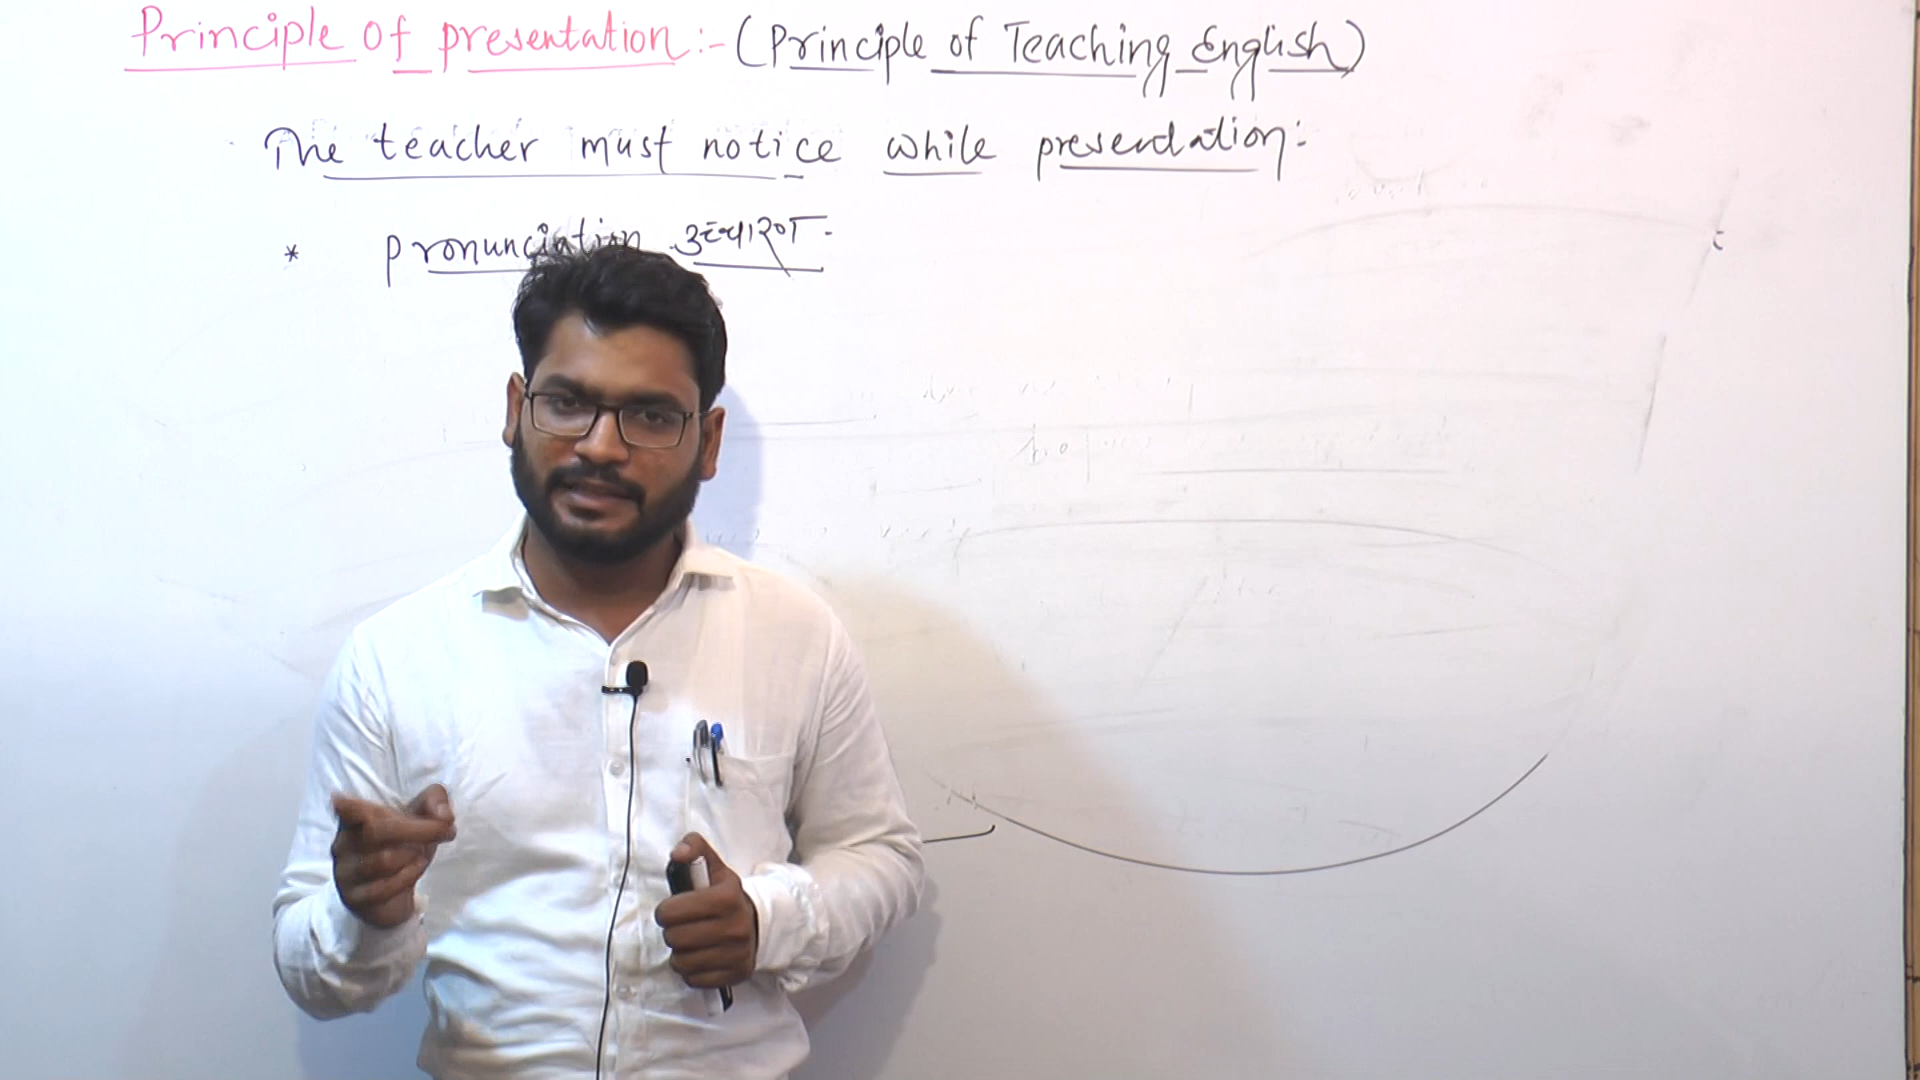 Principle of presentation:- (Principle of Teaching English)
The teacher must notice while presentation:
* pronunciation उच्चारण.